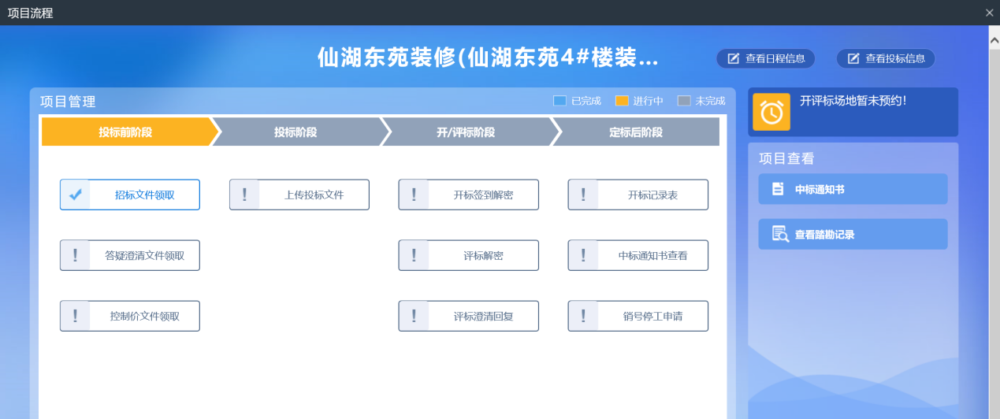 项目流程
仙湖东苑装修(仙湖东苑4#楼装...
查看日程信息
查看投标信息
项目管理
已完成
进行中
未完成
开评标场地暂未预约!
投标前阶段
投标阶段
开/评标阶段
定标后阶段
项目查看
招标文件领取
上传投标文件
开标签到解密
开标记录表
中标通知书
查看踏勘记录
答疑澄清文件领取
评标解密
中标通知书查看
控制价文件领取
评标澄清回复
销号停工申请